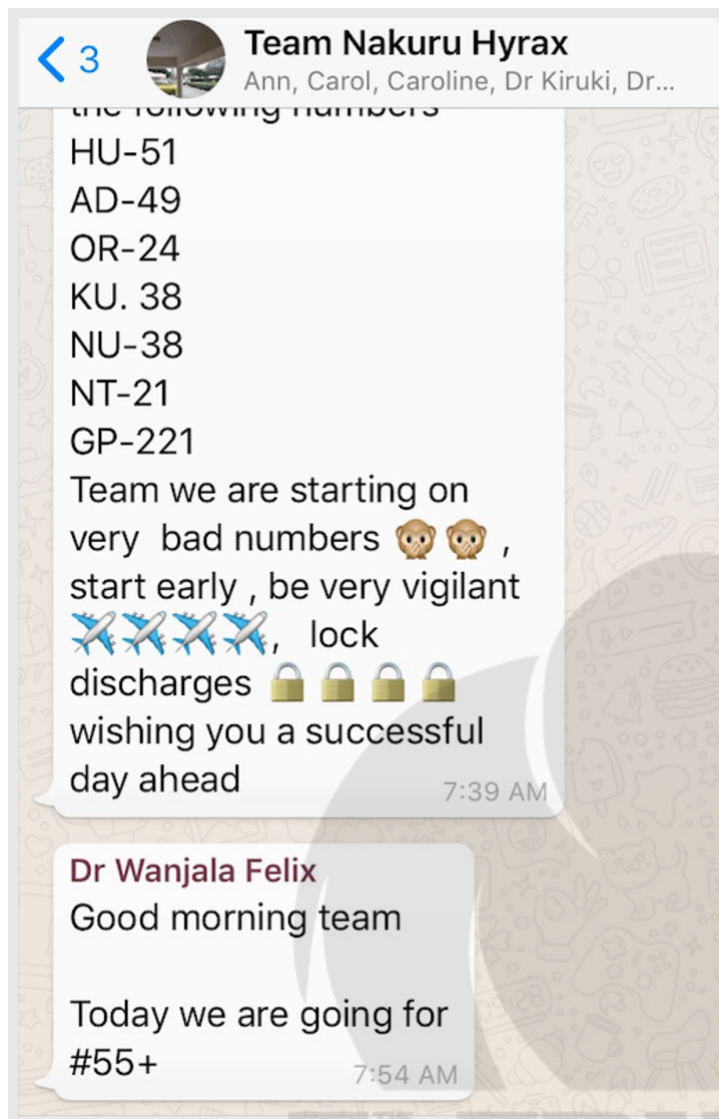 3
Team Nakuru Hyrax
Ann, Carol, Caroline, Dr Kiruki, Dr...
the following numbers
HU-51
AD-49
OR-24
KU. 38
NU-38
NT-21
GP-221
Team we are starting on
very  bad numbers 🙊🙊 ,
start early , be very vigilant
✈️✈️✈️✈️,  lock
discharges 🔒🔒🔒🔒
wishing you a successful
day ahead
7:39 AM
Dr Wanjala Felix
Good morning team
Today we are going for
#55+
7:54 AM